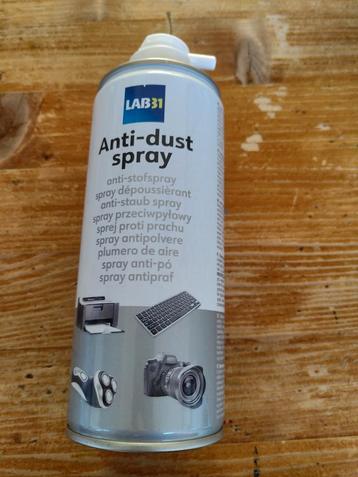 LAB31
Anti-dust
spray
anti-stofspray
spray dépoussiérant
anti-staub spray
spray przeciwpyłowy
sprej proti prachu
spray antipolvere
plumero de aire
spray anti-pó
spray antipraf